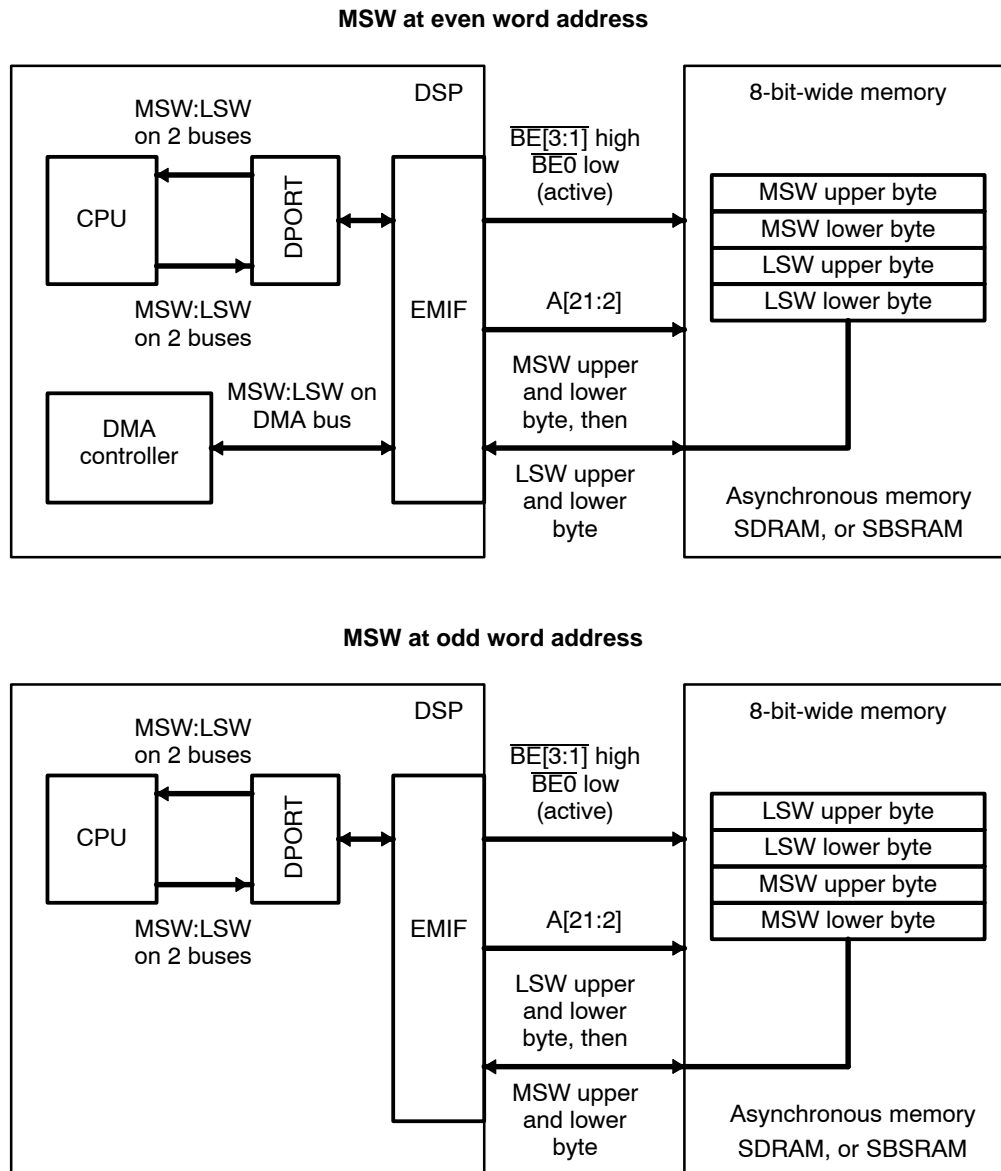 MSW at even word address
DSP
8-bit-wide memory
MSW:LSW
on 2 buses
BE[3:1] high
BE0 low
(active)
CPU
DPORT
MSW upper byte
MSW lower byte
LSW upper byte
LSW lower byte
MSW:LSW
on 2 buses
EMIF
A[21:2]
MSW:LSW on
DMA bus
MSW upper
and lower
byte, then
DMA
controller
LSW upper
and lower
byte
Asynchronous memory
SDRAM, or SBSRAM
MSW at odd word address
DSP
8-bit-wide memory
MSW:LSW
on 2 buses
BE[3:1] high
BE0 low
(active)
CPU
DPORT
LSW upper byte
LSW lower byte
MSW upper byte
MSW lower byte
MSW:LSW
on 2 buses
EMIF
A[21:2]
LSW upper
and lower
byte, then
MSW upper
and lower
byte
Asynchronous memory
SDRAM, or SBSRAM